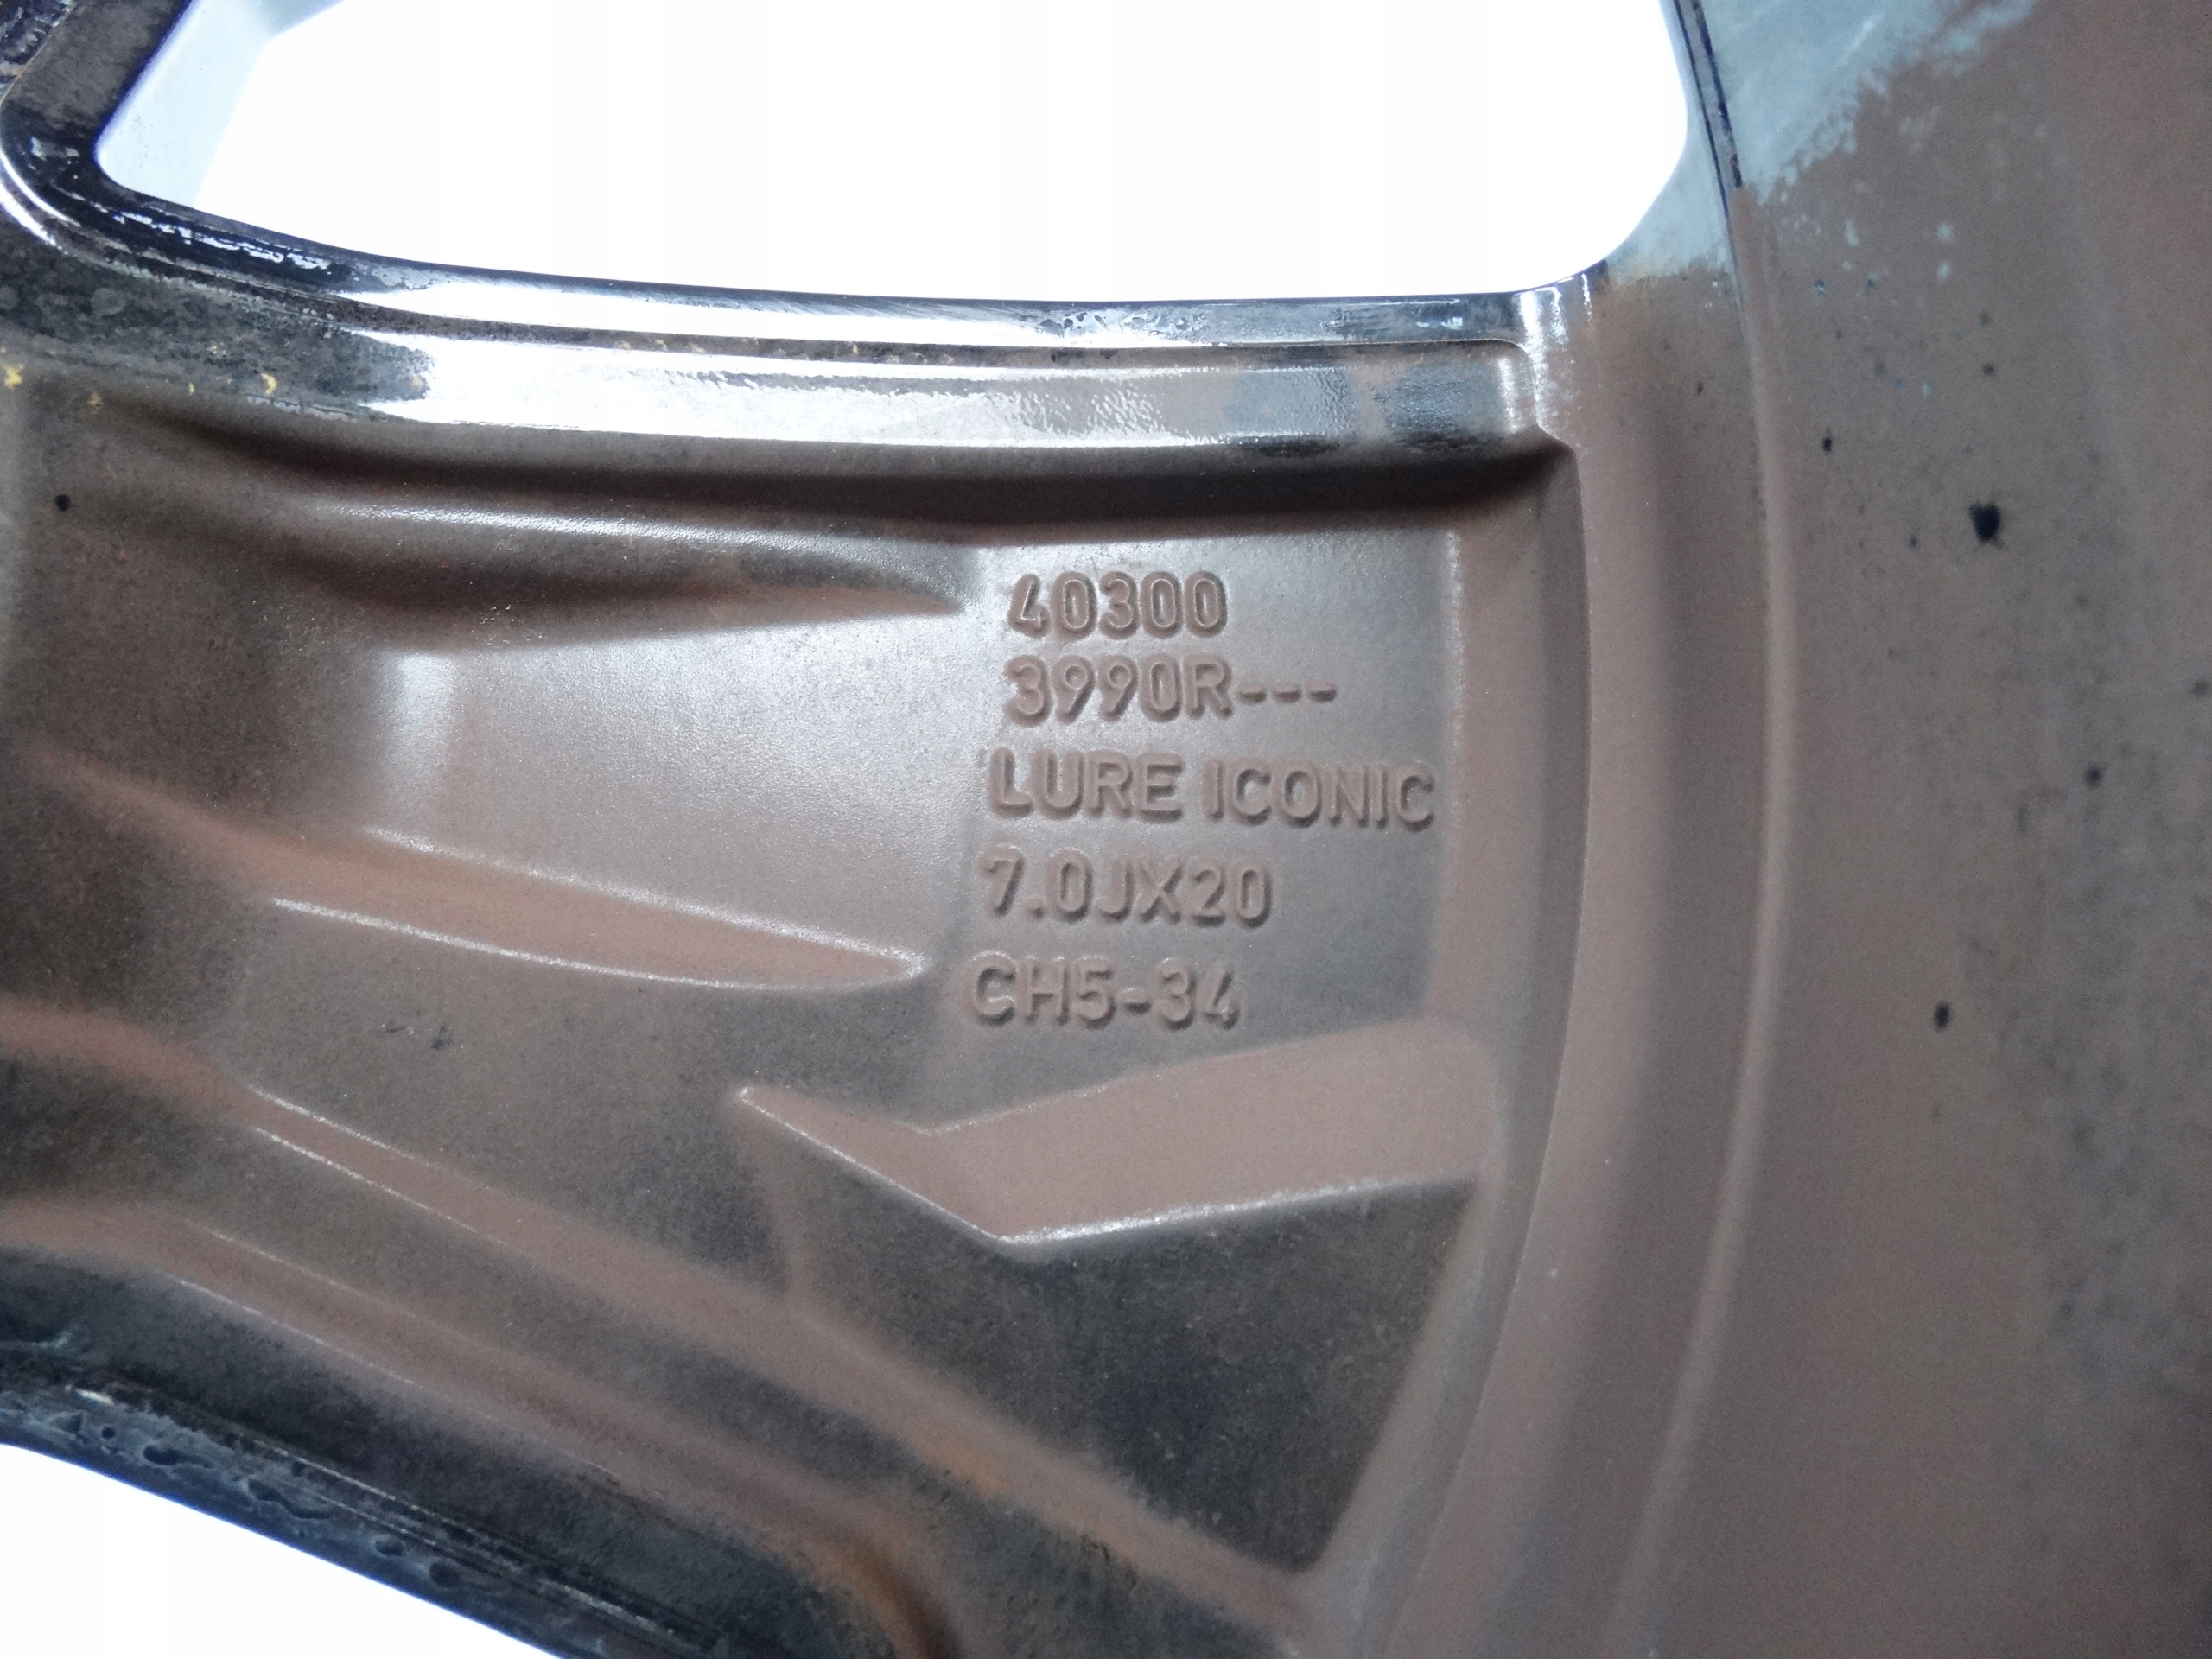 40300
3990R---
LURE ICONIC
7.0JX20
CH5-34